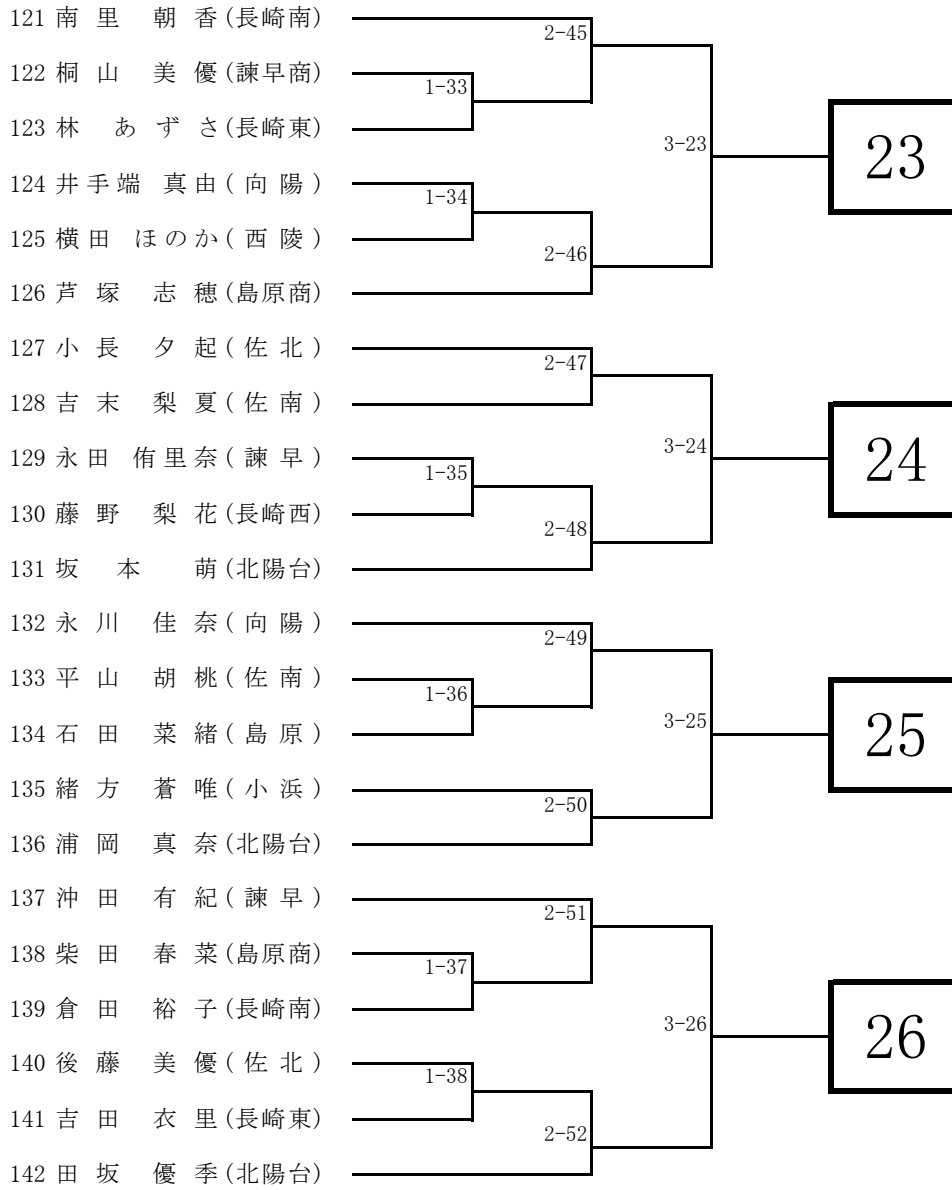 121 南里 朝香(長崎南)
2-45
122 桐山 美優(諫早商)
1-33
123 林 あずさ(長崎東)
3-23
23
124 井手端 真由(向陽)
1-34
125 横田 ほのか(西陵)
2-46
126 芦塚 志穂(島原商)
127 小長 夕起(佐北)
2-47
128 吉末 梨夏(佐南)
3-24
24
129 永田 侑里奈(諫早)
1-35
130 藤野 梨花(長崎西)
2-48
131 坂本 萌(北陽台)
132 永川 佳奈(向陽)
2-49
133 平山 胡桃(佐南)
1-36
134 石田 菜緒(島原)
3-25
25
135 緒方 蒼唯(小浜)
2-50
136 浦岡 真奈(北陽台)
137 沖田 有紀(諫早)
2-51
138 柴田 春菜(島原商)
1-37
139 倉田 裕子(長崎南)
3-26
26
140 後藤 美優(佐北)
1-38
141 吉田 衣里(長崎東)
2-52
142 田坂 優季(北陽台)